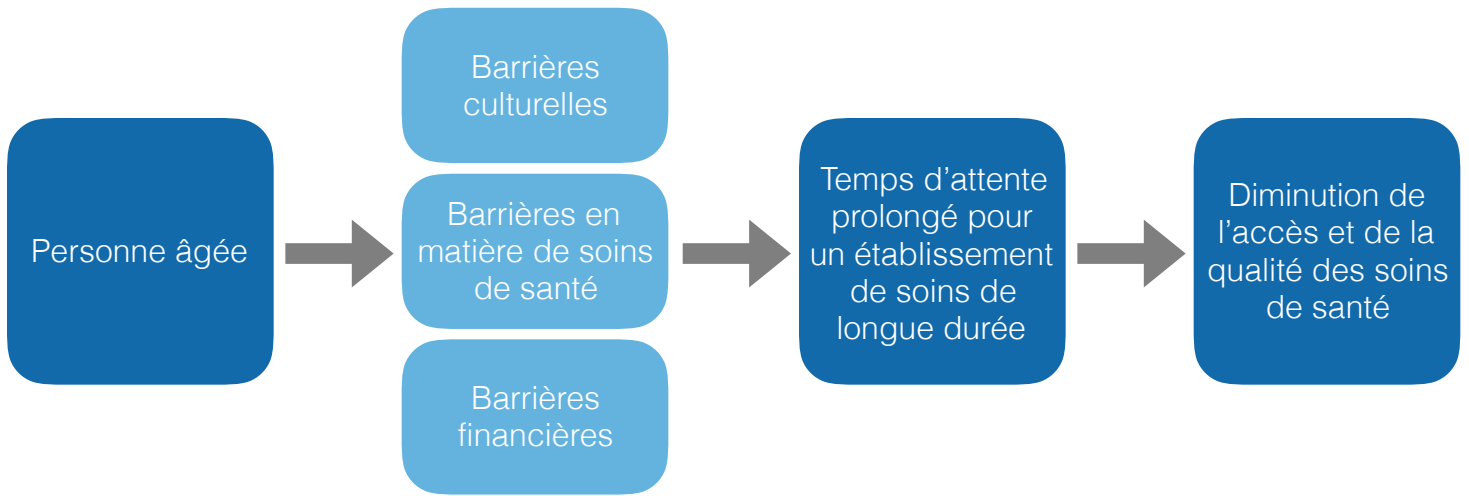 Personne âgée
Barrières
culturelles
Barrières en
matière de soins
de santé
Barrières
financières
Temps d'attente
prolongé pour
un établissement
de soins de
longue durée
Diminution de
l'accès et de la
qualité des soins
de santé